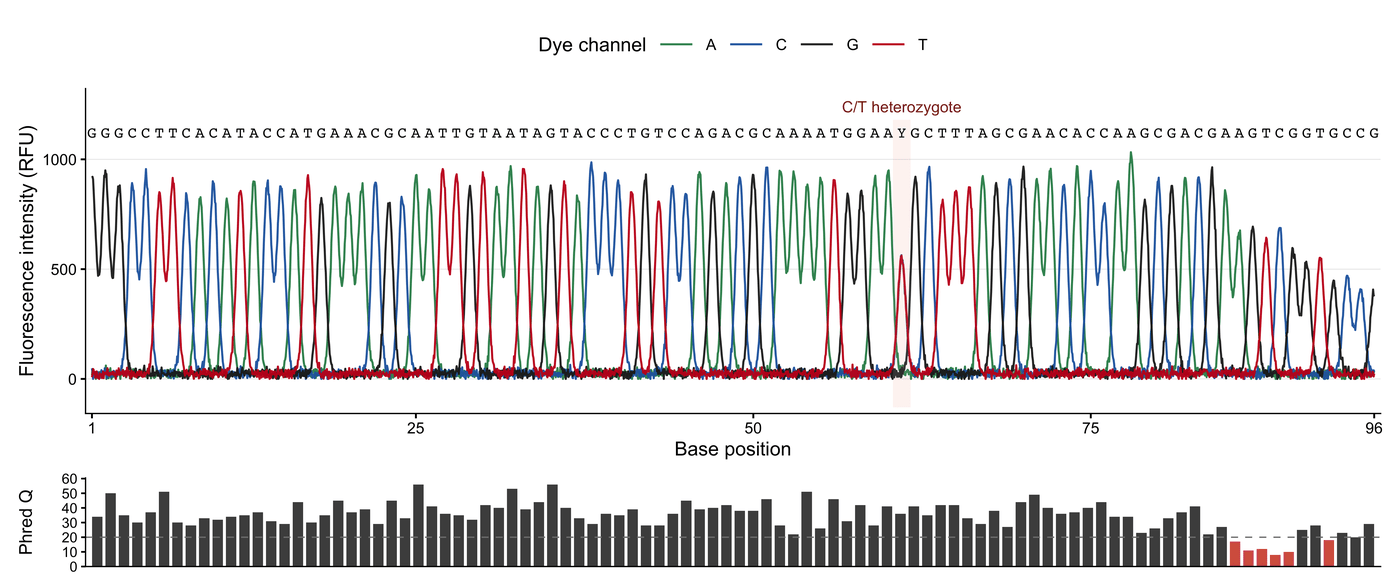 Dye channel A C G T
C/T heterozygote
G G G C C T T C A C A T A C C A T G A A A C G C A A T T G T A A T A G T A C C C T G T C C A G A C G C A A A A T G G A A Y G C T T T A G C G A A C A C C A A G C G A C G A A G T C G G T G C C G
Fluorescence intensity (RFU)
1000
500
0
1 25 50 75 96
Base position
Phred Q
60
50
40
30
20
10
0